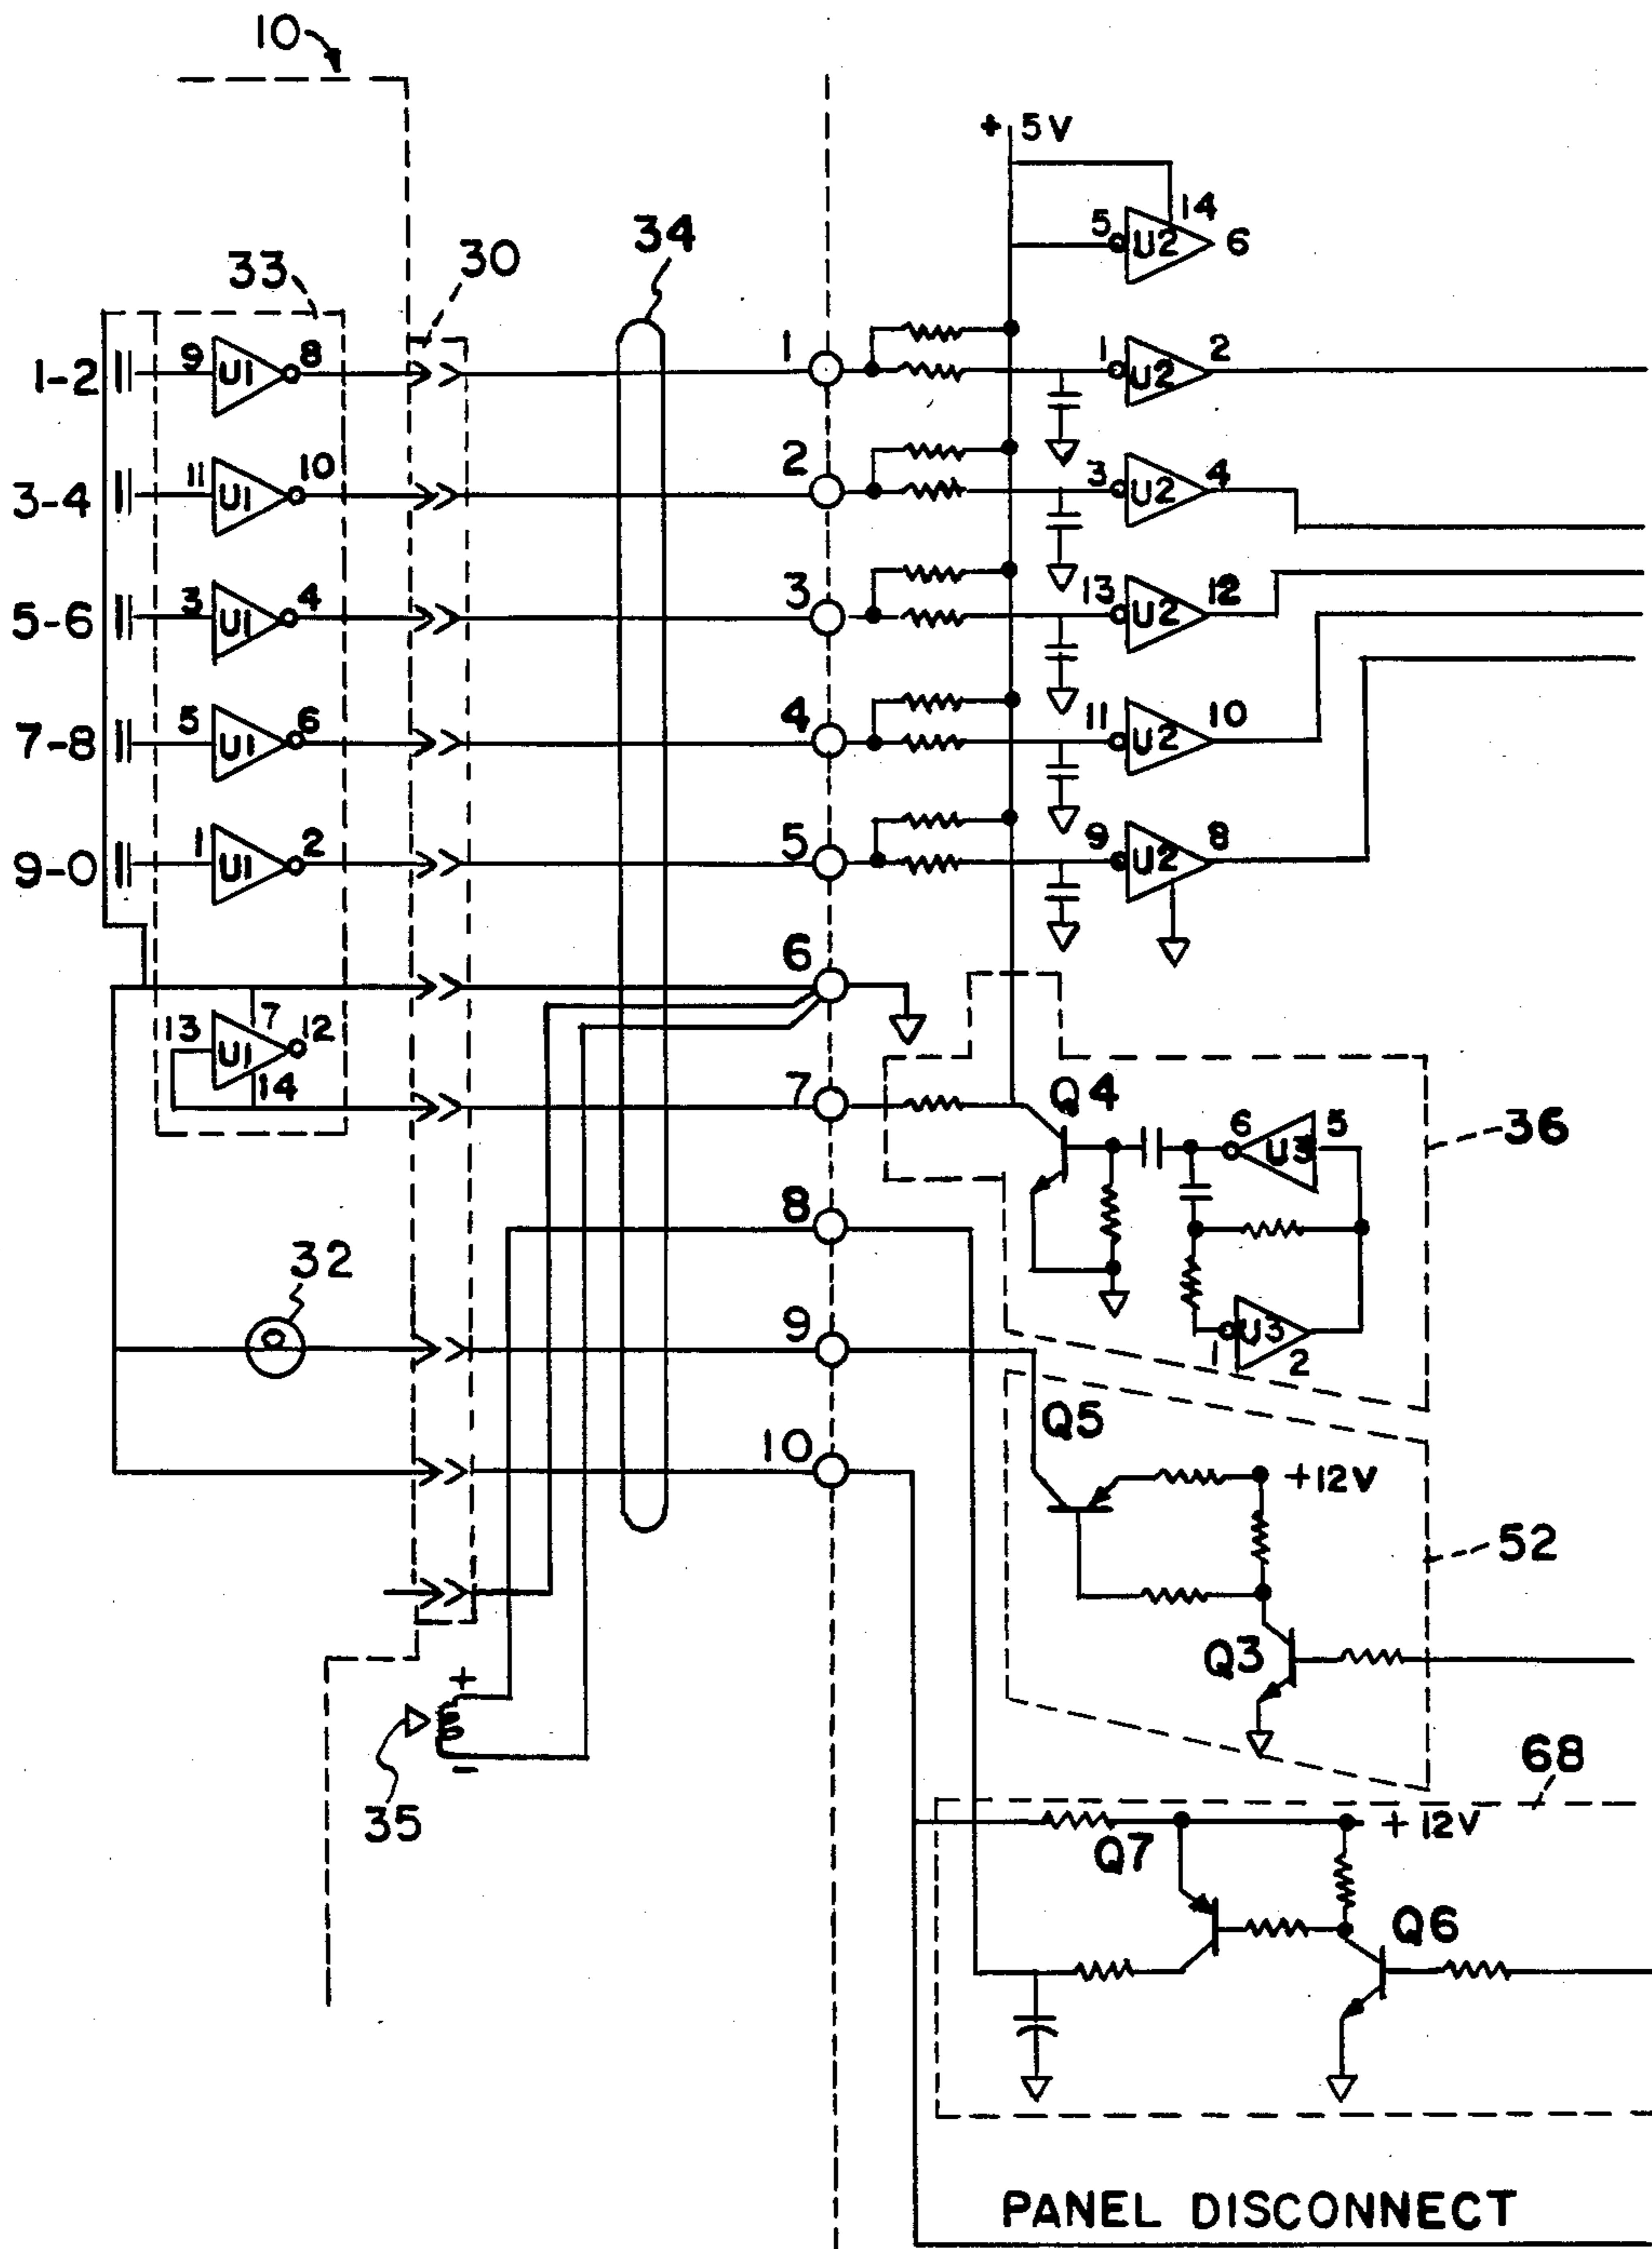 10
+5V
14
5 U2 6
34
30
33
1-2 9 U1 8 1 1 U2 2
3-4 11 U1 10 2 3 U2 4
5-6 3 U1 4 3 13 U2 12
7-8 5 U1 6 4 11 U2 10
9-0 1 U1 2 5 9 U2 8
6
7
13 U1 12
14
7 Q4 6 U3 5 36
8
32
9 1 U3 2
Q5
10 +12V
52
Q3
+
35
-
68
+12V
Q7
Q6
PANEL DISCONNECT